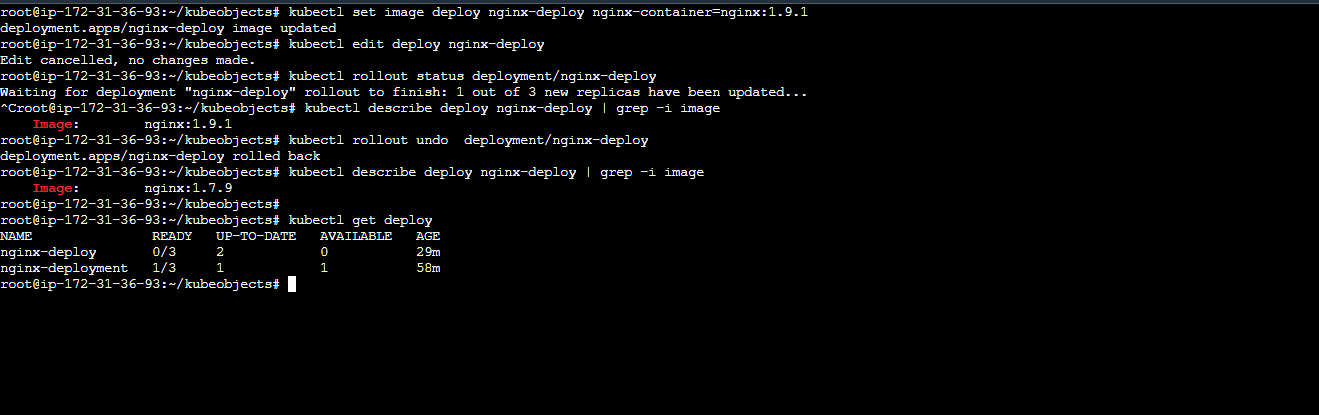 root@ip-172-31-36-93:~/kubeobjects# kubectl set image deploy nginx-deploy nginx-container=nginx:1.9.1
deployment.apps/nginx-deploy image updated
root@ip-172-31-36-93:~/kubeobjects# kubectl edit deploy nginx-deploy
Edit cancelled, no changes made.
root@ip-172-31-36-93:~/kubeobjects# kubectl rollout status deployment/nginx-deploy
Waiting for deployment "nginx-deploy" rollout to finish: 1 out of 3 new replicas have been updated...
^Croot@ip-172-31-36-93:~/kubeobjects# kubectl describe deploy nginx-deploy | grep -i image
    Image:        nginx:1.9.1
root@ip-172-31-36-93:~/kubeobjects# kubectl rollout undo  deployment/nginx-deploy
deployment.apps/nginx-deploy rolled back
root@ip-172-31-36-93:~/kubeobjects# kubectl describe deploy nginx-deploy | grep -i image
    Image:        nginx:1.7.9
root@ip-172-31-36-93:~/kubeobjects#
root@ip-172-31-36-93:~/kubeobjects# kubectl get deploy
NAME               READY   UP-TO-DATE   AVAILABLE   AGE
nginx-deploy       0/3     2            0           29m
nginx-deployment   1/3     1            1           58m
root@ip-172-31-36-93:~/kubeobjects#